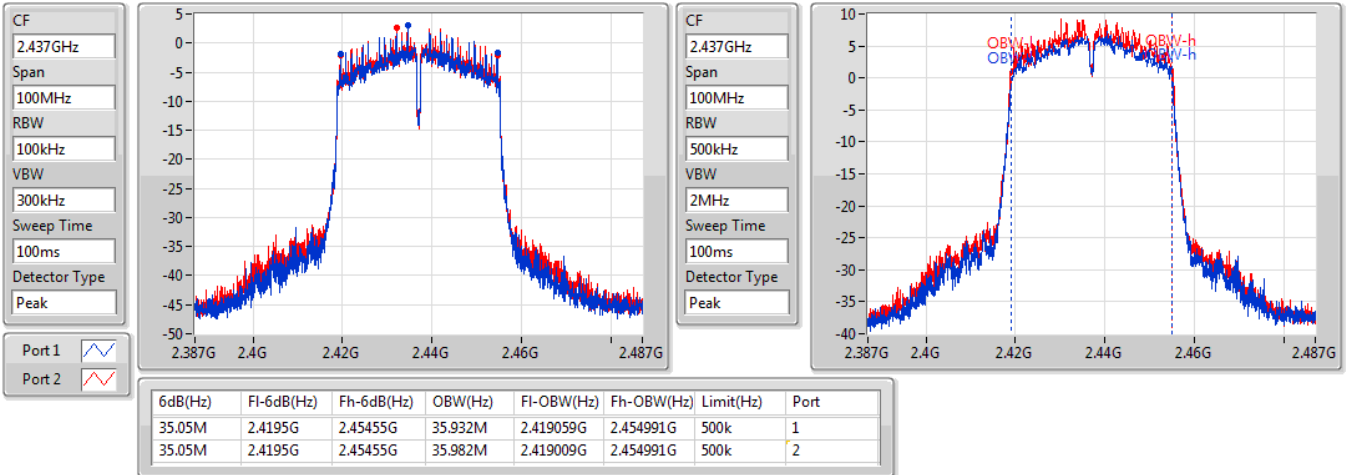 CF
2.437GHz
Span
100MHz
RBW
100kHz
VBW
300kHz
Sweep Time
100ms
Detector Type
Peak
Port 1
Port 2
5-
0-
-5-
-10-
-15-
-20-
-25-
-30-
-35-
-40-
-45-
-50-
2.387G 2.4G 2.42G 2.44G 2.46G 2.487G
CF
2.437GHz
Span
100MHz
RBW
500kHz
VBW
2MHz
Sweep Time
100ms
Detector Type
Peak
10-
5-
0-
-5-
-10-
-15-
-20-
-25-
-30-
-35-
-40-
OBW-h
2.387G 2.4G 2.42G 2.44G 2.46G 2.487G
6dB(Hz) Fl-6dB(Hz) Fh-6dB(Hz) OBW(Hz) Fl-OBW(Hz) Fh-OBW(Hz) Limit(Hz) Port
35.05M 2.4195G 2.45455G 35.932M 2.419059G 2.454991G 500k 1
35.05M 2.4195G 2.45455G 35.982M 2.419009G 2.454991G 500k 2